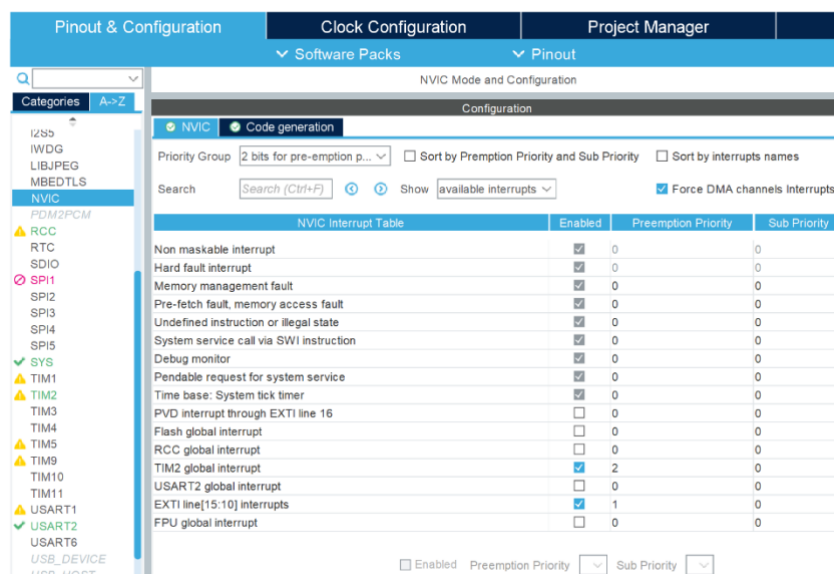 Pinout & Configuration Clock Configuration Project Manager
Software Packs Pinout
NVIC Mode and Configuration
Categories A->Z
Configuration
NVIC Code generation
Priority Group 2 bits for pre-emption p... Sort by Premption Priority and Sub Priority Sort by interrupts names
Search Search (Ctrl+F) Show available interrupts Force DMA channels Interrupts
I2S5
IWDG
LIBJPEG
MBEDTLS
NVIC
PDM2PCM
RCC
RTC
SDIO
SPI1
SPI2
SPI3
SPI4
SPI5
SYS
TIM1
TIM2
TIM3
TIM4
TIM5
TIM9
TIM10
TIM11
USART1
USART2
USART6
USB_DEVICE
USB_HOST
NVIC Interrupt Table Enabled Preemption Priority Sub Priority
Non maskable interrupt 0 0
Hard fault interrupt 0 0
Memory management fault 0 0
Pre-fetch fault, memory access fault 0 0
Undefined instruction or illegal state 0 0
System service call via SWI instruction 0 0
Debug monitor 0 0
Pendable request for system service 0 0
Time base: System tick timer 0 0
PVD interrupt through EXTI line 16 0 0
Flash global interrupt 0 0
RCC global interrupt 0 0
TIM2 global interrupt 2 0
USART2 global interrupt 0 0
EXTI line[15:10] interrupts 1 0
FPU global interrupt 0 0
Enabled Preemption Priority Sub Priority